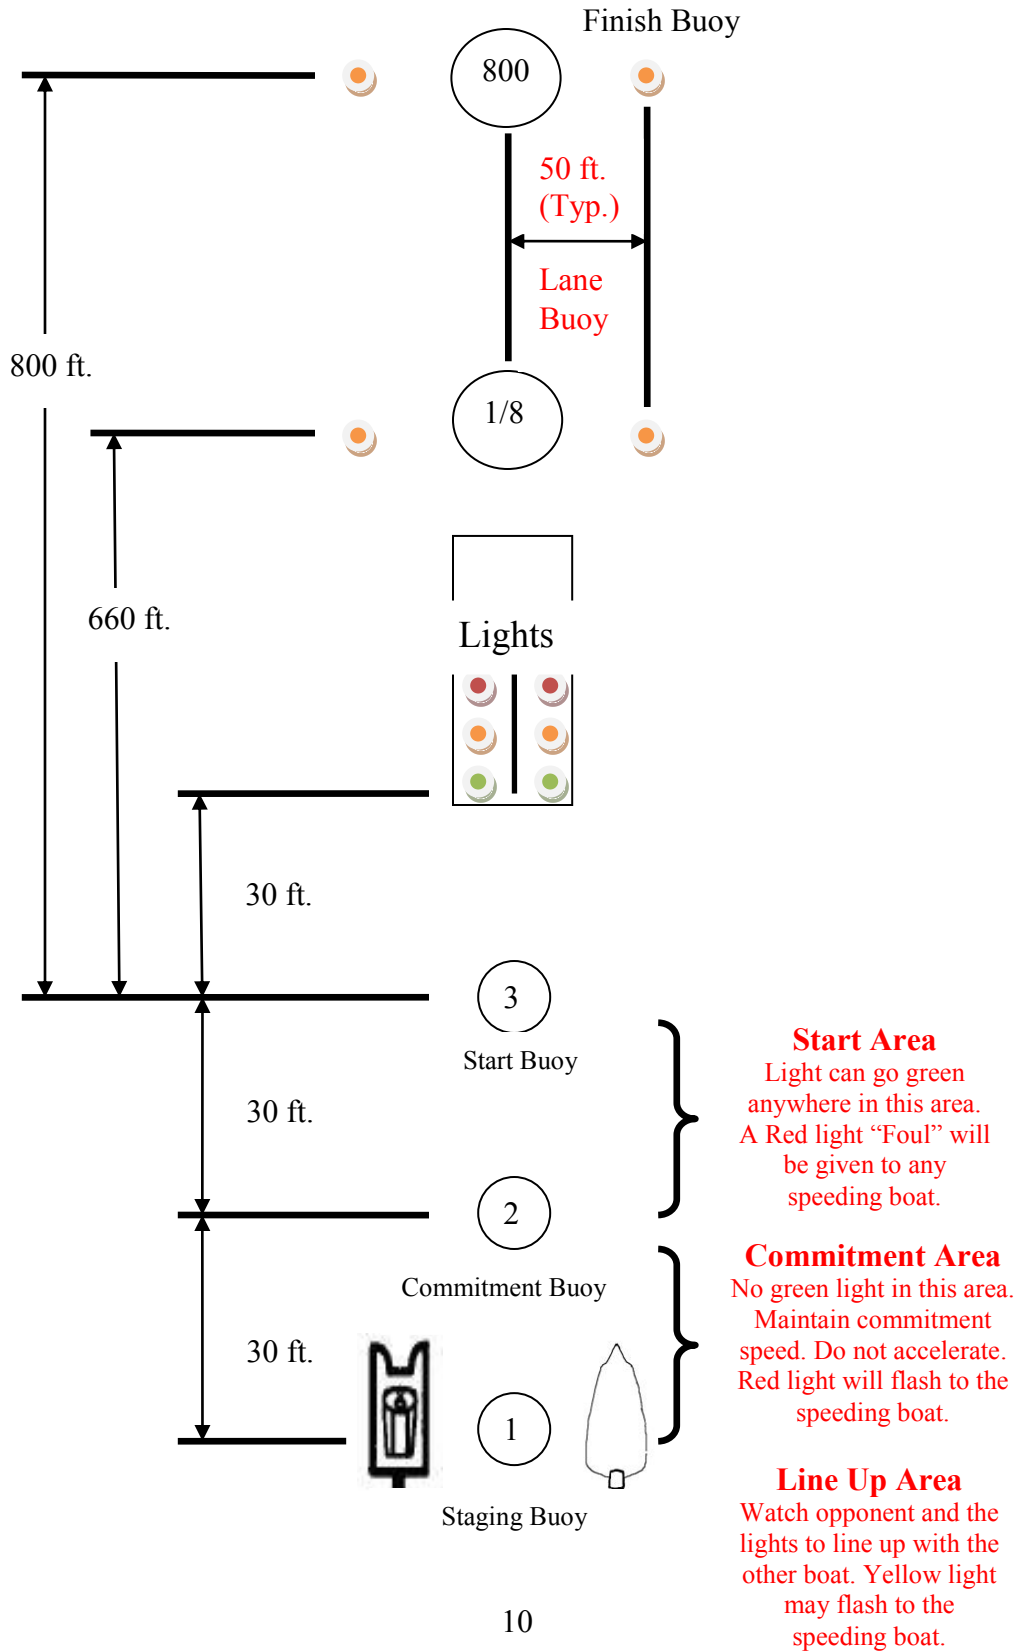 Finish Buoy
800
50 ft.
(Typ.)
Lane
Buoy
800 ft.
1/8
660 ft.
Lights
30 ft.
3
Start Buoy
Start Area
Light can go green
anywhere in this area.
A Red light “Foul” will
be given to any
speeding boat.
30 ft.
2
Commitment Buoy
Commitment Area
No green light in this area.
Maintain commitment
speed. Do not accelerate.
Red light will flash to the
speeding boat.
30 ft.
1
Staging Buoy
Line Up Area
Watch opponent and the
lights to line up with the
other boat. Yellow light
may flash to the
speeding boat.
10